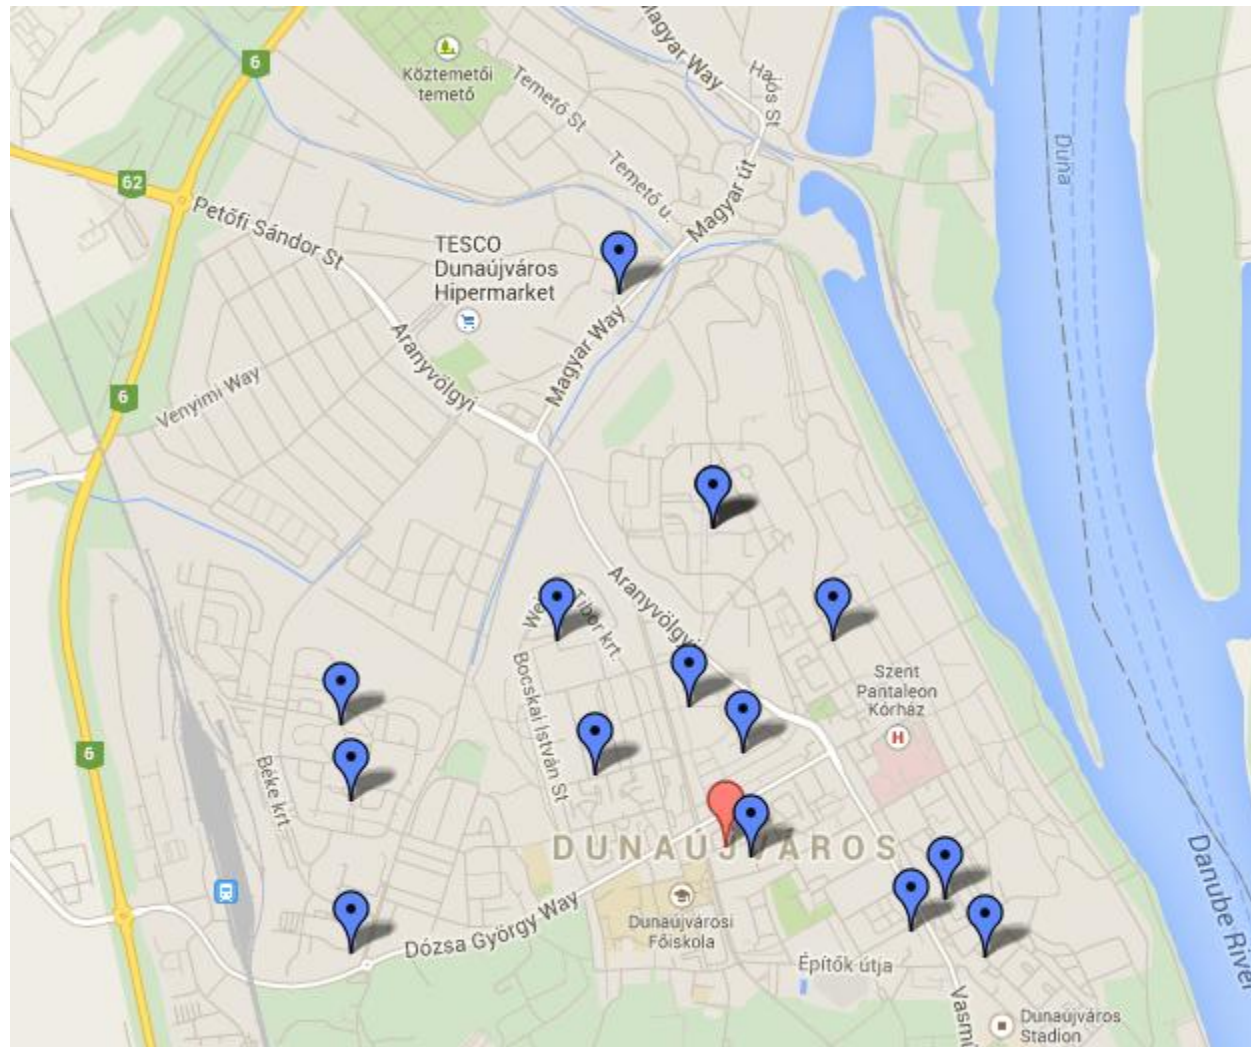 Magyar Way
Hajós St
6
Köztemetői
temető
Temető St
Duna
62
Temető u.
Magyar út
Petőfi Sándor St
TESCO
Dunaújváros
Hipermarket
Magyar Way
Aranyvölgyi
6
Venyimi Way
Aranyvölgyi
Tibor krt.
Bocskai István St
Szent
Pantaleon
Kórház
H
6
Béke krt.
DUNAÚJVÁROS
Danube River
Dózsa György Way
Dunaújvárosi
Főiskola
Építők útja
Dunaújváros
Stadion